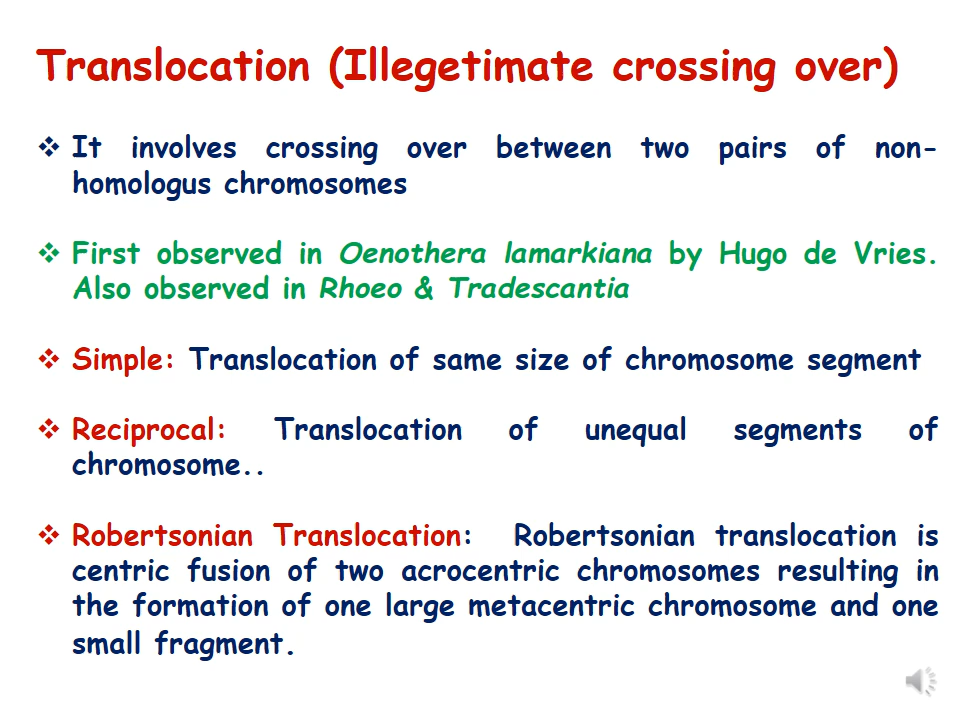 Translocation (Illegetimate crossing over)
❖ It involves crossing over between two pairs of non-
homologus chromosomes
❖ First observed in Oenothera lamarkiana by Hugo de Vries.
Also observed in Rhoeo & Tradescantia
❖ Simple: Translocation of same size of chromosome segment
❖ Reciprocal: Translocation of unequal segments of
chromosome..
❖ Robertsonian Translocation: Robertsonian translocation is
centric fusion of two acrocentric chromosomes resulting in
the formation of one large metacentric chromosome and one
small fragment.